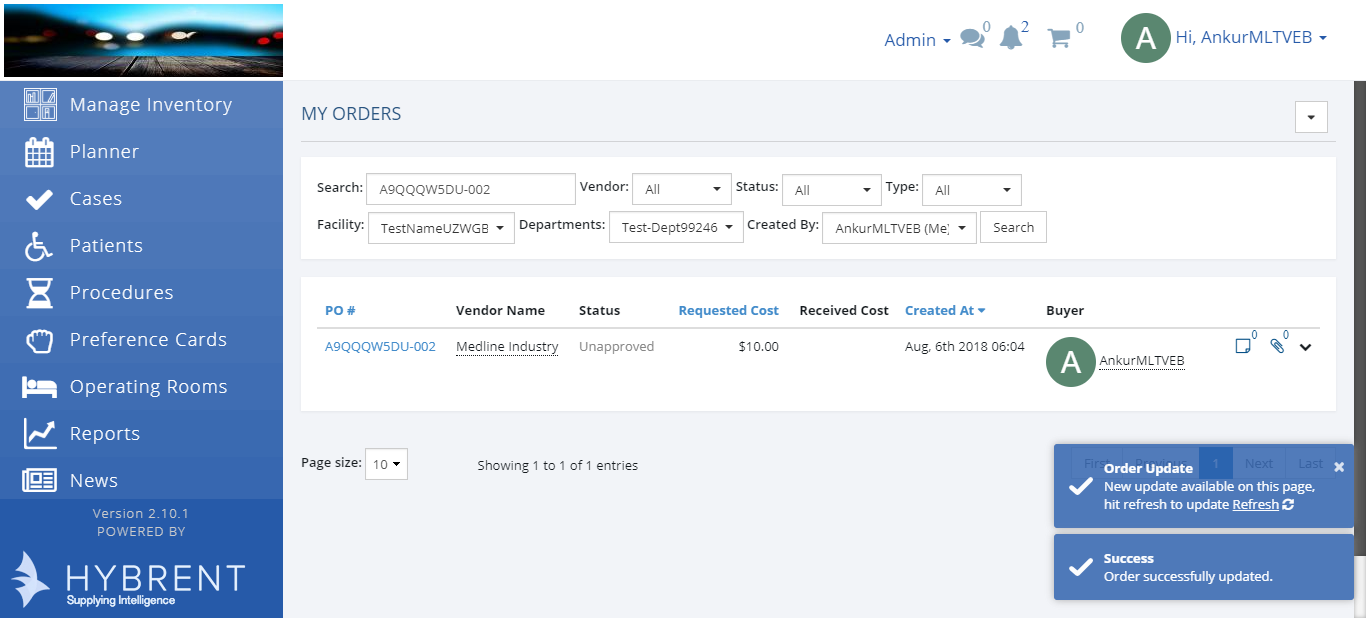 Admin
0
2
0
A
Hi, AnkurMLTVEB
Manage Inventory
Planner
Cases
Patients
Procedures
Preference Cards
Operating Rooms
Reports
News
Version 2.10.1
POWERED BY
HYBRENT
Supplying Intelligence
MY ORDERS
Search: A9QQQW5DU-002 Vendor: All Status: All Type: All
Facility: TestNameUZWGB Departments: Test-Dept99246 Created By: AnkurMLTVEB (Me) Search
PO # Vendor Name Status Requested Cost Received Cost Created At Buyer
A9QQQW5DU-002 Medline Industry Unapproved $10.00 Aug, 6th 2018 06:04 A AnkurMLTVEB 0 0
Page size: 10 Showing 1 to 1 of 1 entries
First Previous 1 Next Last
Order Update
New update available on this page,
hit refresh to update Refresh
Success
Order successfully updated.